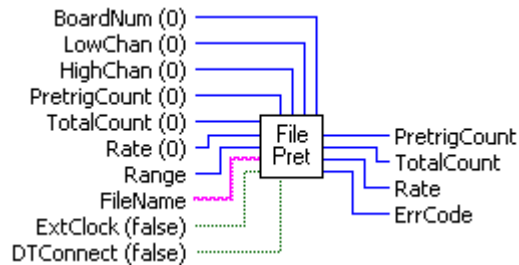 BoardNum (0)
LowChan (0)
HighChan (0)
PretrigCount (0)
TotalCount (0)
Rate (0)
Range
FileName
ExtClock (false)
DTConnect (false)
File
Pret
PretrigCount
TotalCount
Rate
ErrCode